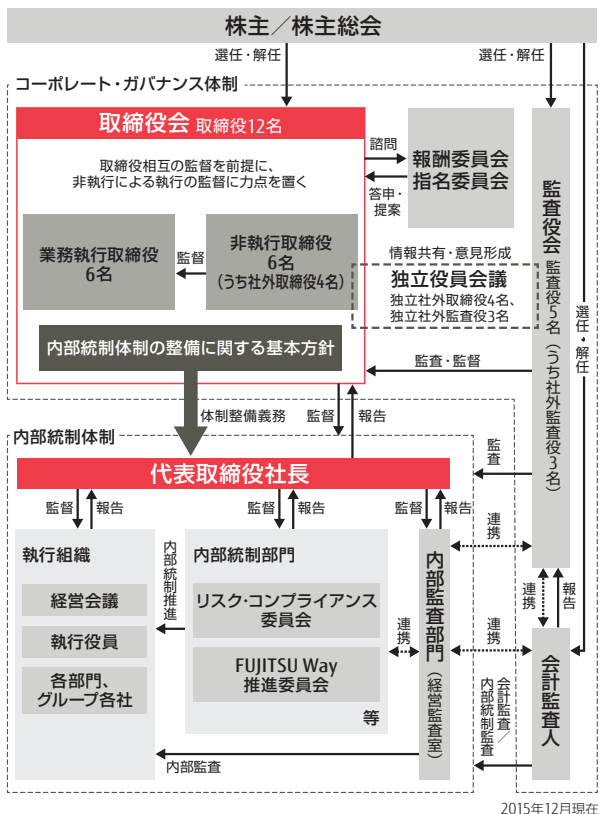 株主／株主総会
選任・解任
選任・解任
コーポレート・ガバナンス体制
取締役会 取締役12名
取締役相互の監督を前提に、
非執行による執行の監督に力点を置く
諮問
答申・
提案
報酬委員会
指名委員会
業務執行取締役
6名
監督
非執行取締役
6名
（うち社外取締役4名）
情報共有・意見形成
独立役員会議
独立社外取締役4名、
独立社外監査役3名
監査役会 監査役5名（うち社外監査役3名）
選任・解任
内部統制体制の整備に関する基本方針
監査・監督
体制整備義務
監督
報告
内部統制体制
代表取締役社長
監査
監督
報告
監督
報告
監督
報告
執行組織
経営会議
執行役員
各部門、
グループ各社
内部統制推進
内部統制部門
リスク・コンプライアンス
委員会
FUJITSU Way
推進委員会
等
連携
内部監査部門（経営監査室）
連携
連携
連携
報告
会計監査人
会計監査／
内部統制監査
内部監査
2015年12月現在